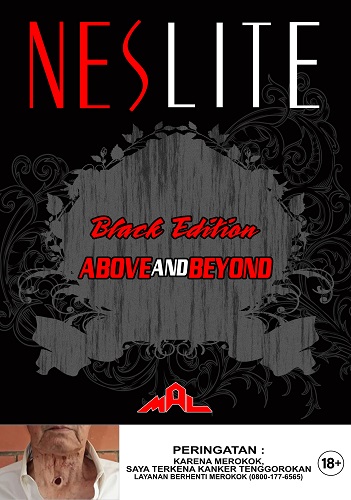 NESLITE
Black Edition
ABOVE AND BEYOND
MAL
PERINGATAN :
KARENA MEROKOK,
SAYA TERKENA KANKER TENGGOROKAN
LAYANAN BERHENTI MEROKOK (0800-177-6565)
18+